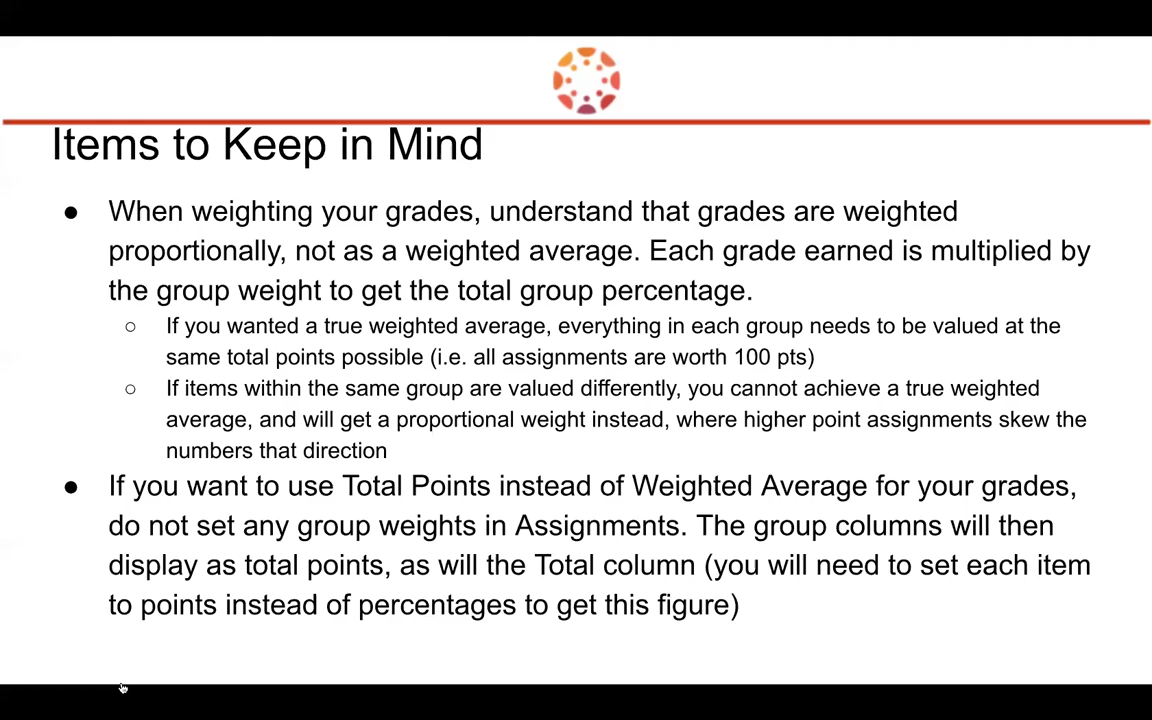 Items to Keep in Mind
● When weighting your grades, understand that grades are weighted
proportionally, not as a weighted average. Each grade earned is multiplied by
the group weight to get the total group percentage.
○ If you wanted a true weighted average, everything in each group needs to be valued at the
same total points possible (i.e. all assignments are worth 100 pts)
○ If items within the same group are valued differently, you cannot achieve a true weighted
average, and will get a proportional weight instead, where higher point assignments skew the
numbers that direction
● If you want to use Total Points instead of Weighted Average for your grades,
do not set any group weights in Assignments. The group columns will then
display as total points, as will the Total column (you will need to set each item
to points instead of percentages to get this figure)